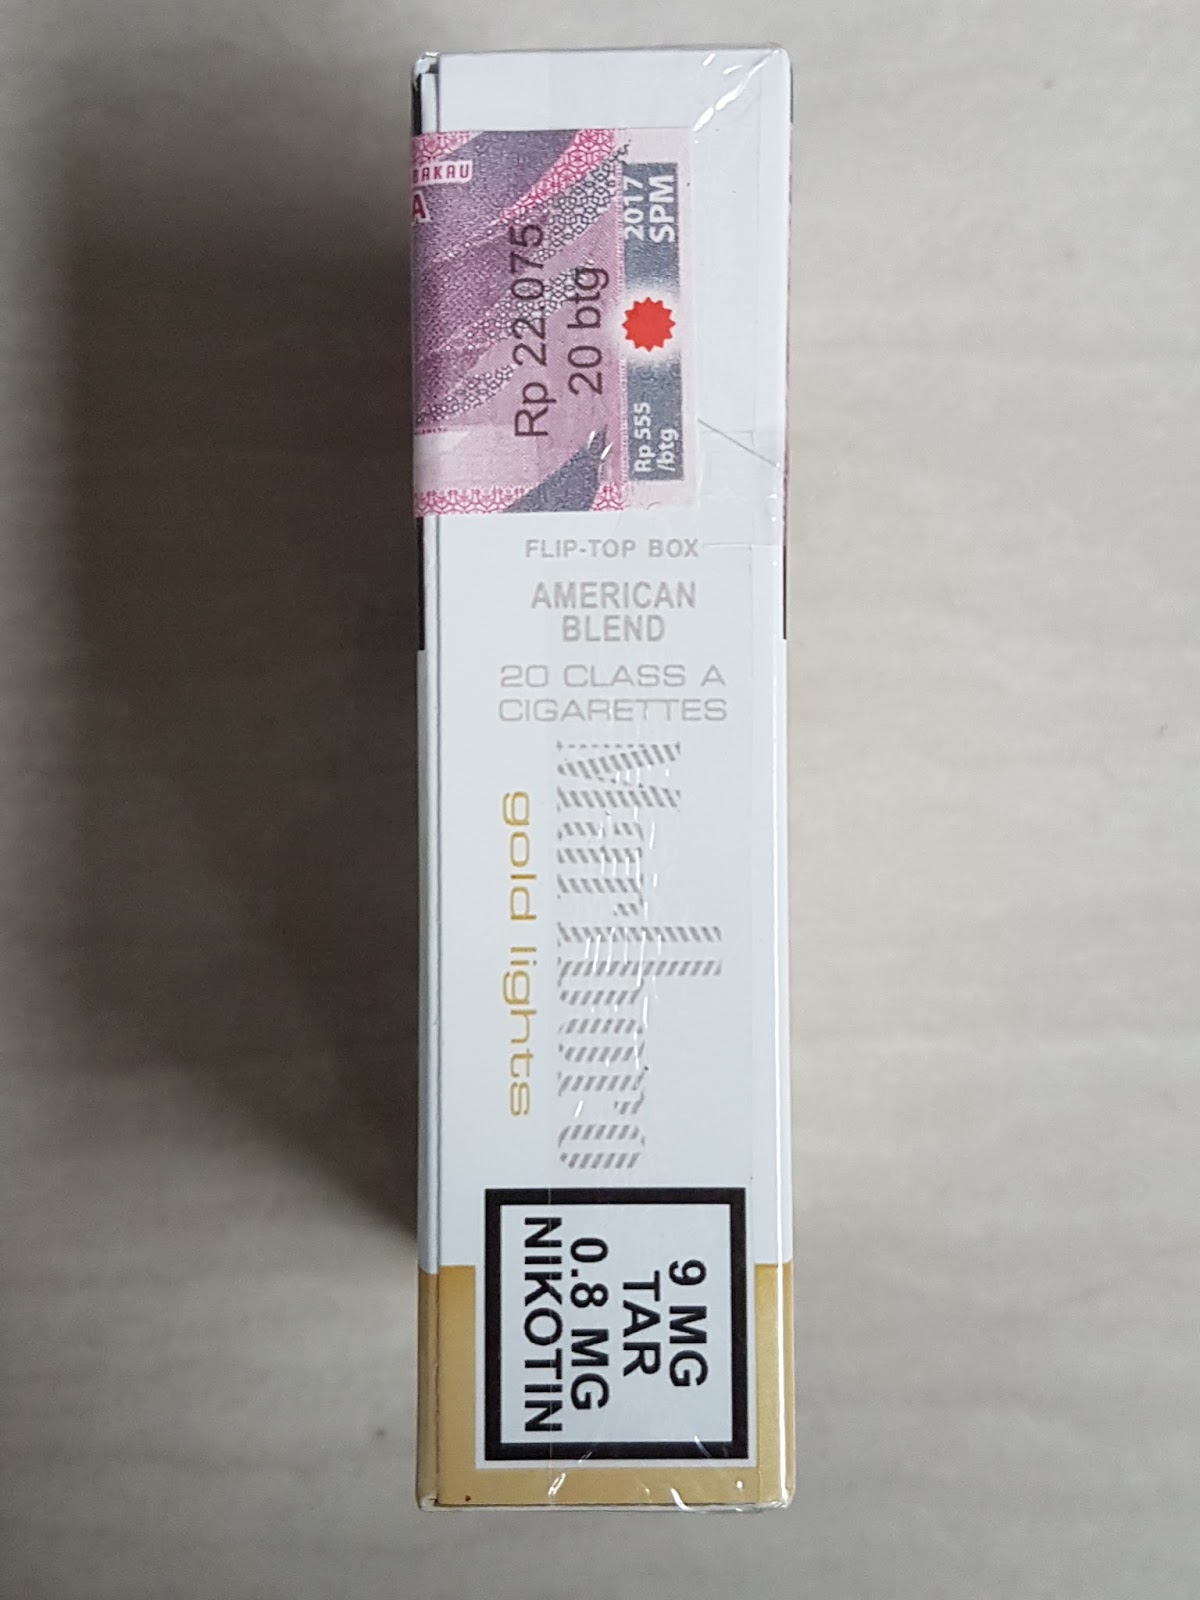 BAKAU
A
Rp 22.075,
20 btg
2017
SPM
Rp 555
/btg
FLIP-TOP BOX
AMERICAN
BLEND
20 CLASS A
CIGARETTES
Marlboro
gold lights
9 MG
TAR
0.8 MG
NIKOTIN